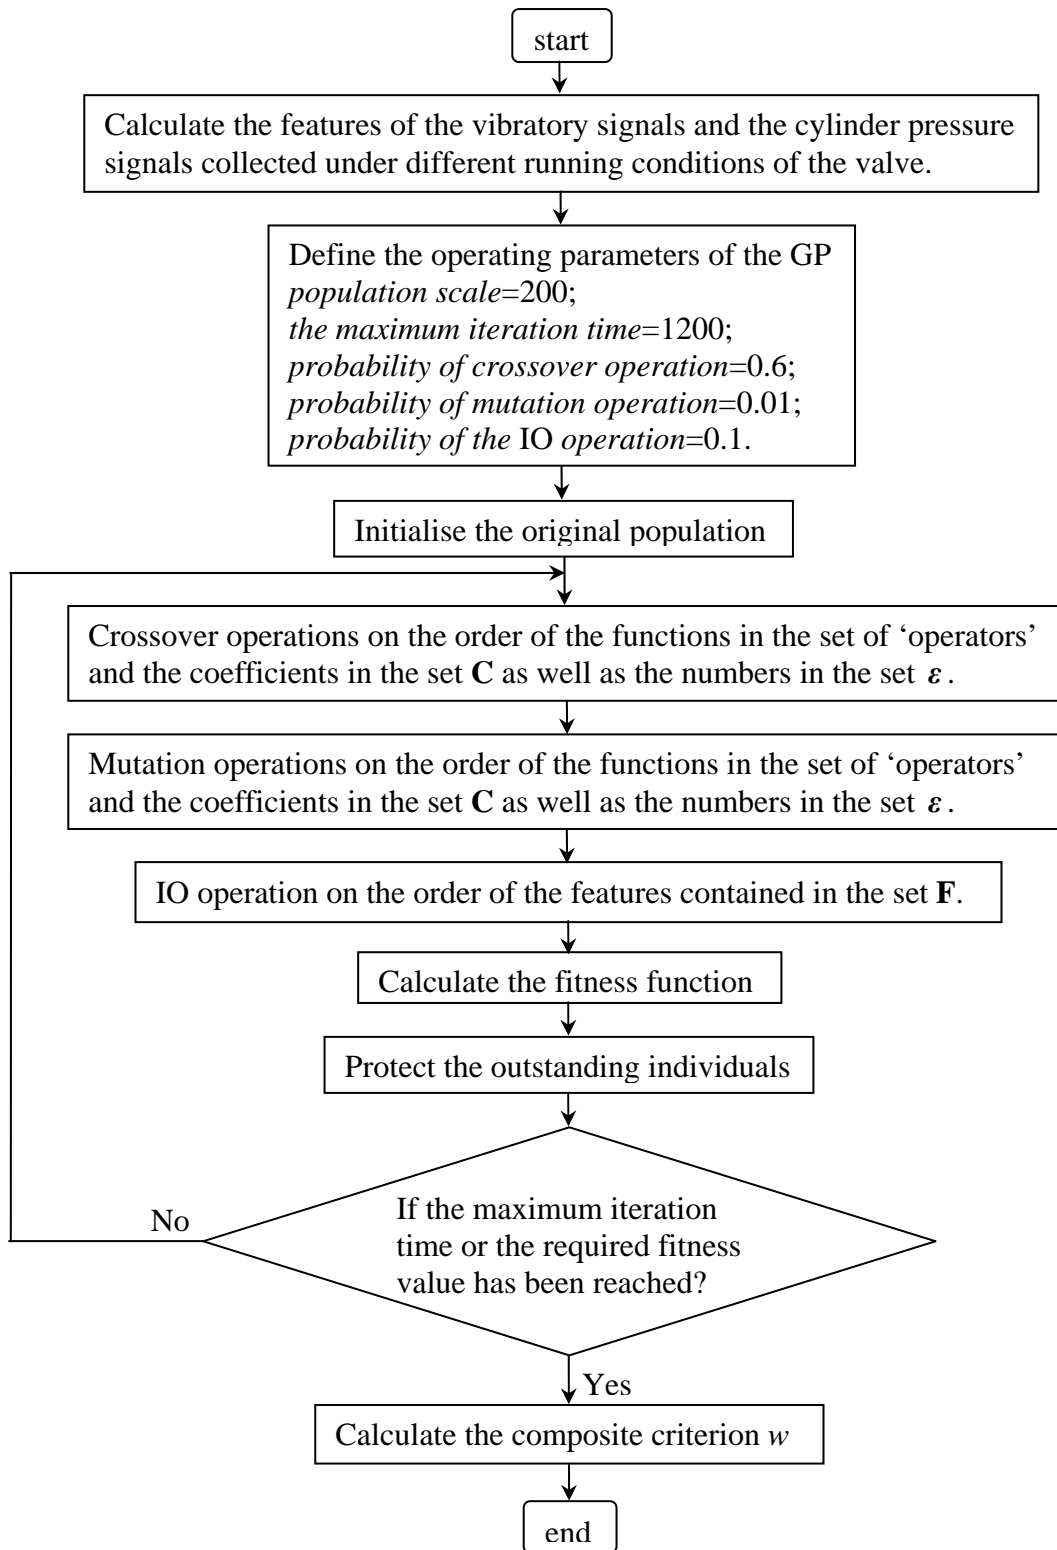 start
Calculate the features of the vibratory signals and the cylinder pressure
signals collected under different running conditions of the valve.
Define the operating parameters of the GP
population scale=200;
the maximum iteration time=1200;
probability of crossover operation=0.6;
probability of mutation operation=0.01;
probability of the IO operation=0.1.
Initialise the original population
Crossover operations on the order of the functions in the set of ‘operators’
and the coefficients in the set C as well as the numbers in the set ε.
Mutation operations on the order of the functions in the set of ‘operators’
and the coefficients in the set C as well as the numbers in the set ε.
IO operation on the order of the features contained in the set F.
Calculate the fitness function
Protect the outstanding individuals
No
If the maximum iteration
time or the required fitness
value has been reached?
Yes
Calculate the composite criterion w
end